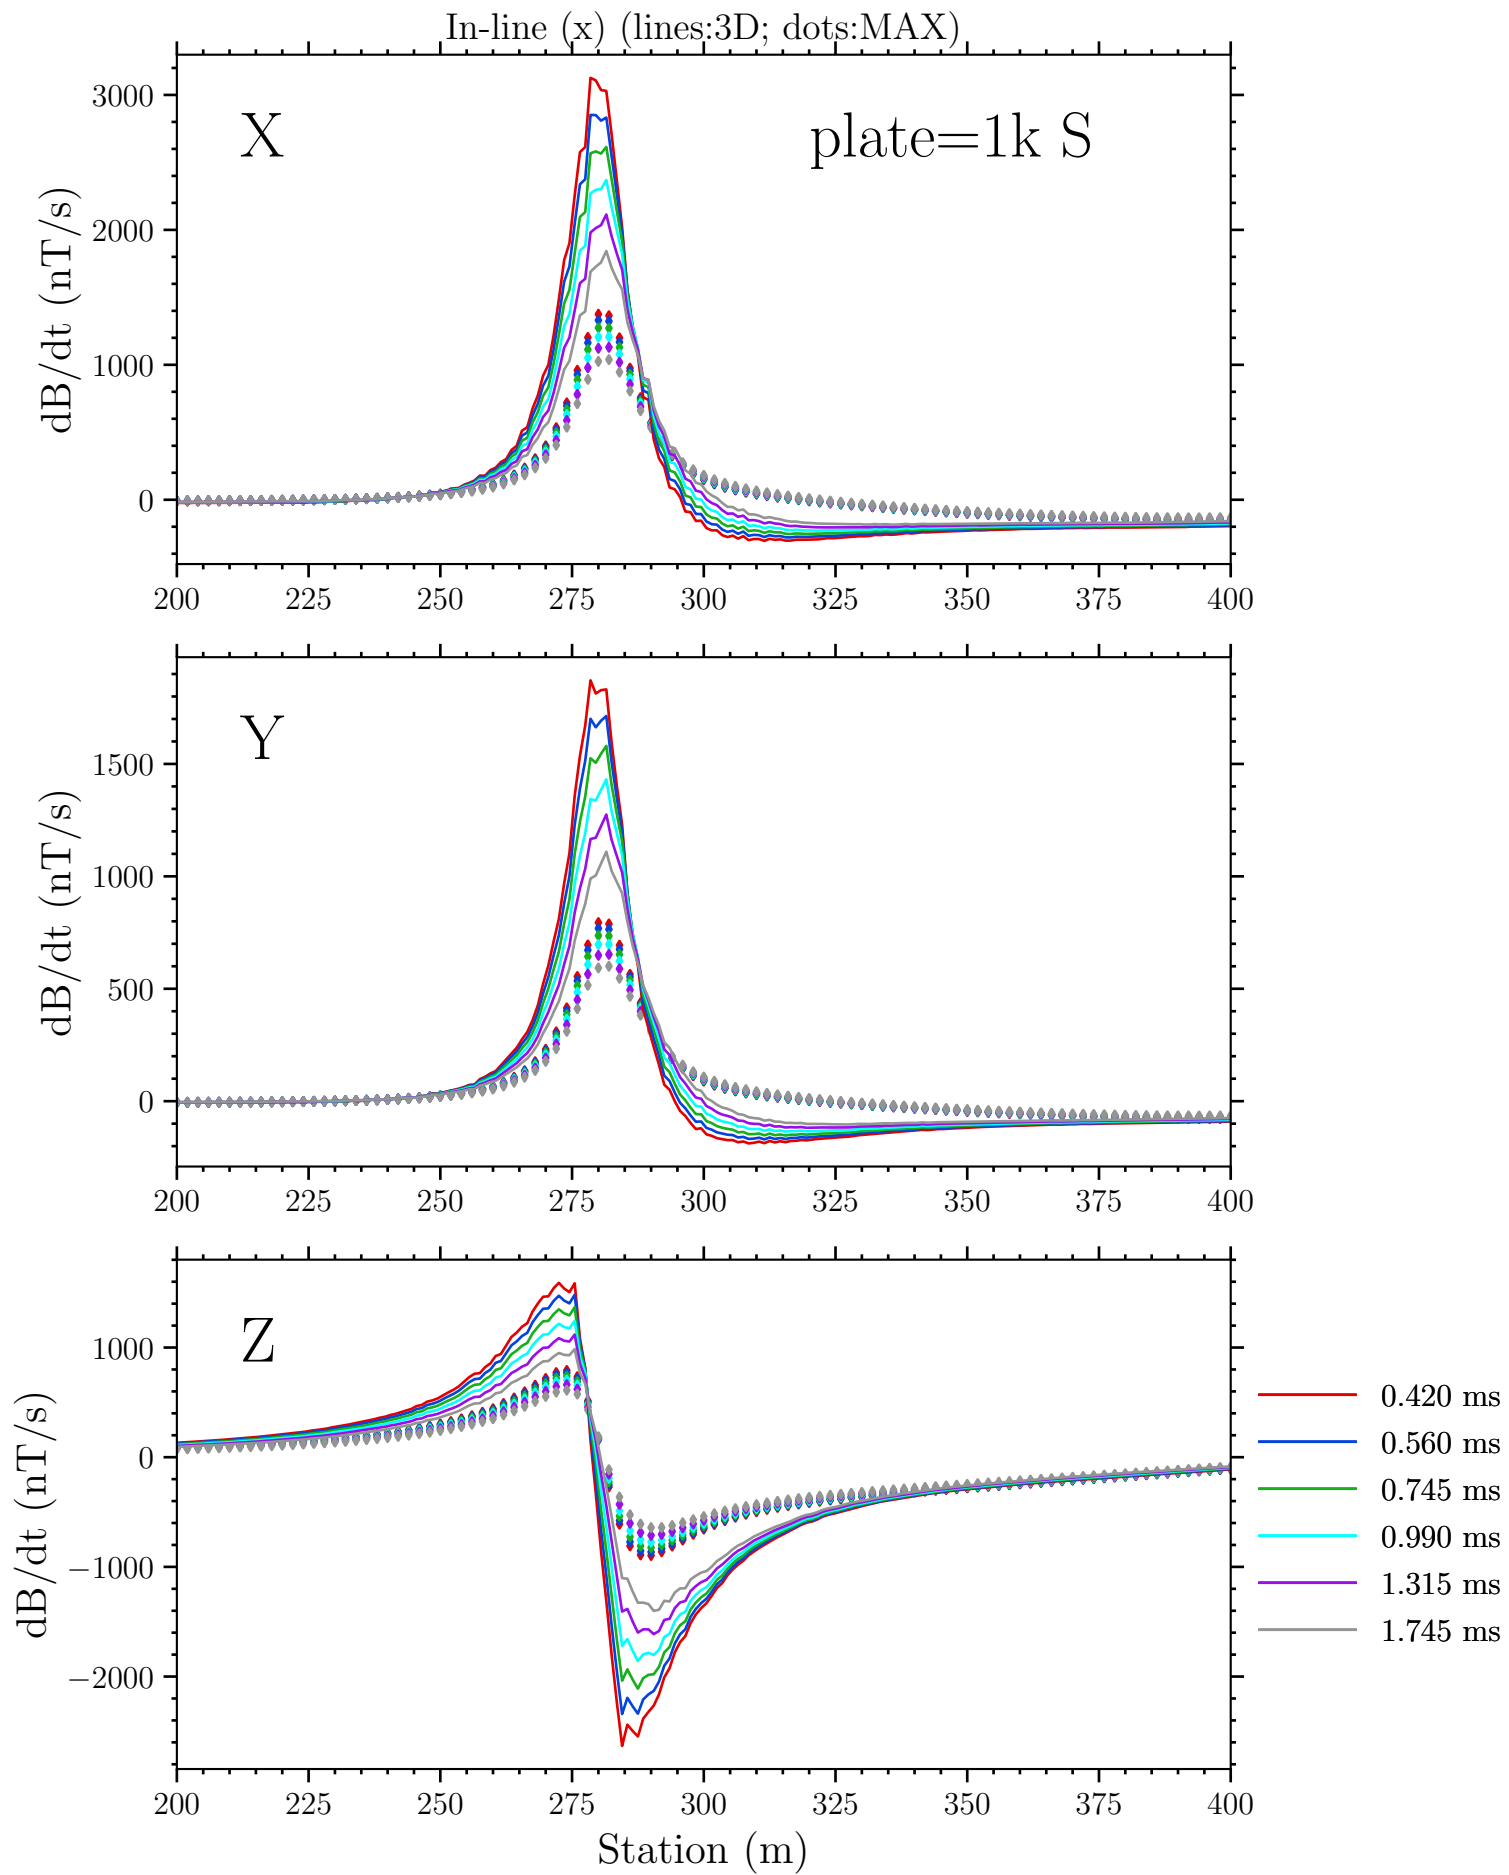 In-line (x) (lines:3D; dots:MAX)
X
plate=1k S
dB/dt (nT/s)
3000
2000
1000
0
200 225 250 275 300 325 350 375 400
Y
dB/dt (nT/s)
1500
1000
500
0
200 225 250 275 300 325 350 375 400
Z
dB/dt (nT/s)
1000
0
−1000
−2000
200 225 250 275 300 325 350 375 400
Station (m)
0.420 ms
0.560 ms
0.745 ms
0.990 ms
1.315 ms
1.745 ms